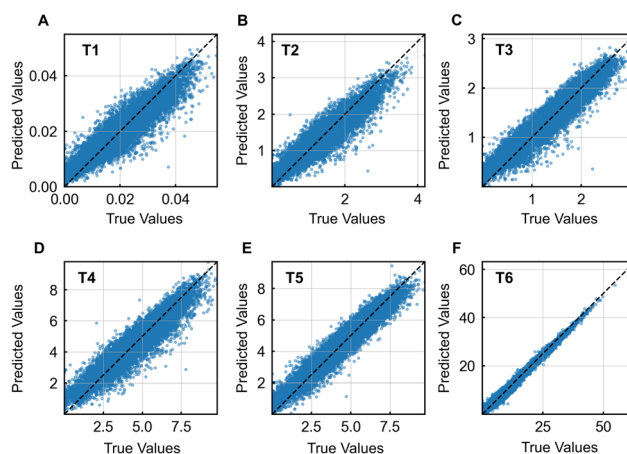 A
B
C
T1
T2
T3
Predicted Values
0.04
0.02
0.00
0.00
0.02
0.04
True Values
Predicted Values
4
3
2
1
2
4
True Values
Predicted Values
3
2
1
1
2
True Values
D
E
F
T4
T5
T6
Predicted Values
8
6
4
2
2.5
5.0
7.5
True Values
Predicted Values
8
6
4
2
2.5
5.0
7.5
True Values
Predicted Values
60
40
20
25
50
True Values